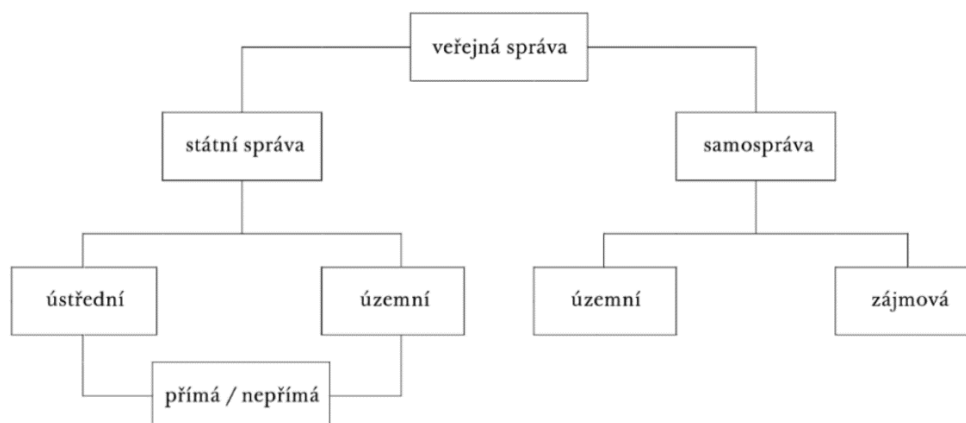 veřejná správa
státní správa
samospráva
ústřední
územní
územní
zájmová
přímá / nepřímá